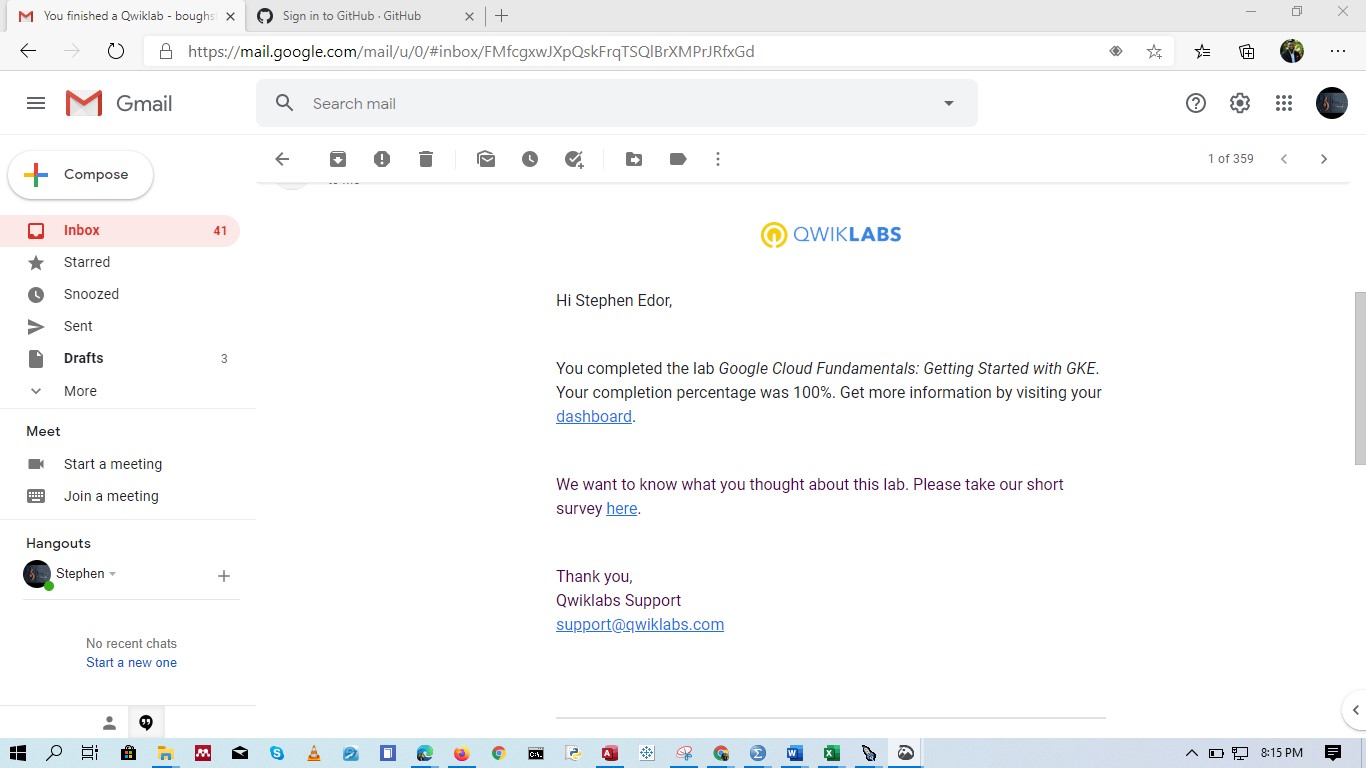 You finished a Qwiklab - boughs
Sign in to GitHub · GitHub
https://mail.google.com/mail/u/0/#inbox/FMfcgxwJXpQskFrqTSQlBrXMPrJRfxGd
Gmail
Search mail
Compose
1 of 359
Inbox 41
Starred
Snoozed
Sent
Drafts 3
More
Meet
Start a meeting
Join a meeting
Hangouts
Stephen
No recent chats
Start a new one
QWIKLABS
Hi Stephen Edor,
You completed the lab Google Cloud Fundamentals: Getting Started with GKE.
Your completion percentage was 100%. Get more information by visiting your
dashboard.
We want to know what you thought about this lab. Please take our short
survey here.
Thank you,
Qwiklabs Support
support@qwiklabs.com
8:15 PM